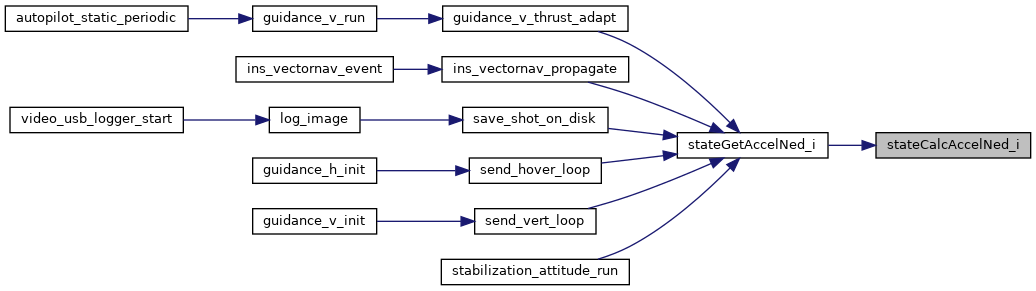 autopilot_static_periodic
guidance_v_run
guidance_v_thrust_adapt
ins_vectornav_event
ins_vectornav_propagate
video_usb_logger_start
log_image
save_shot_on_disk
stateGetAccelNed_i
stateCalcAccelNed_i
guidance_h_init
send_hover_loop
guidance_v_init
send_vert_loop
stabilization_attitude_run